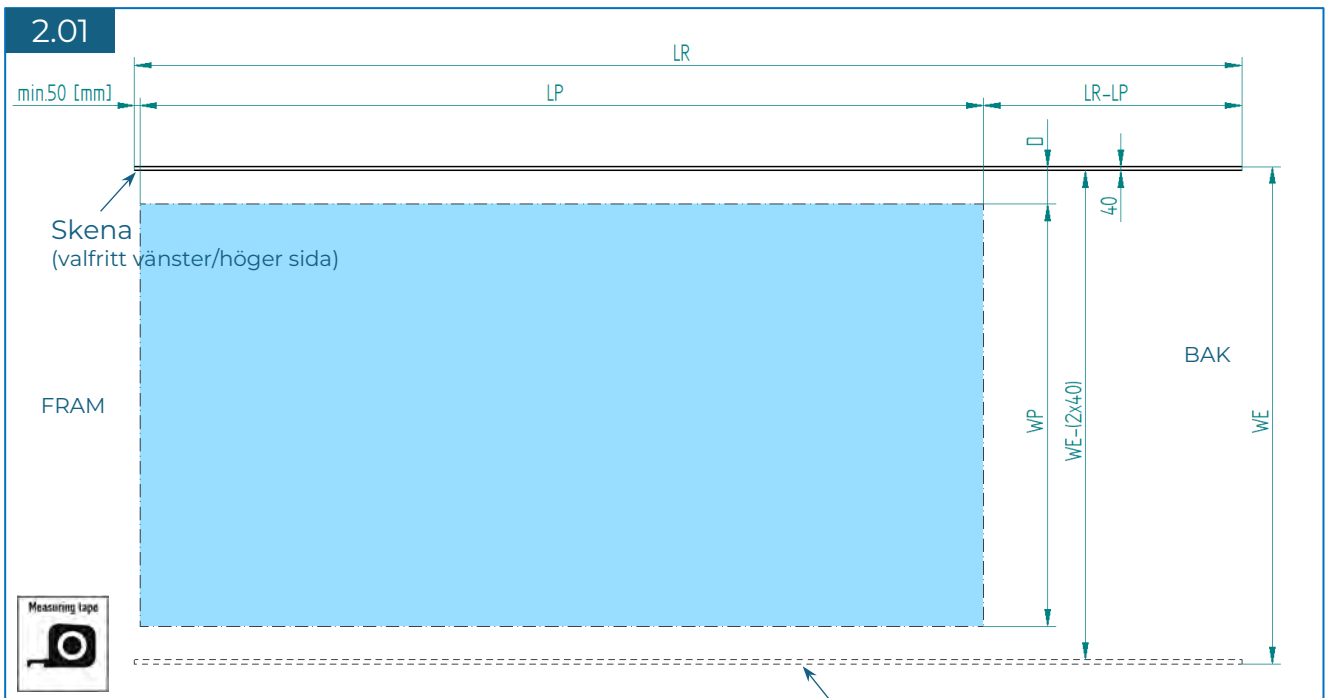 2.01
LR
min.50 [mm]
LP
LR-LP
D
40
Skena
(valfritt vänster/höger sida)
BAK
FRAM
WP
WE-(2x40)
WE
Measuring tape